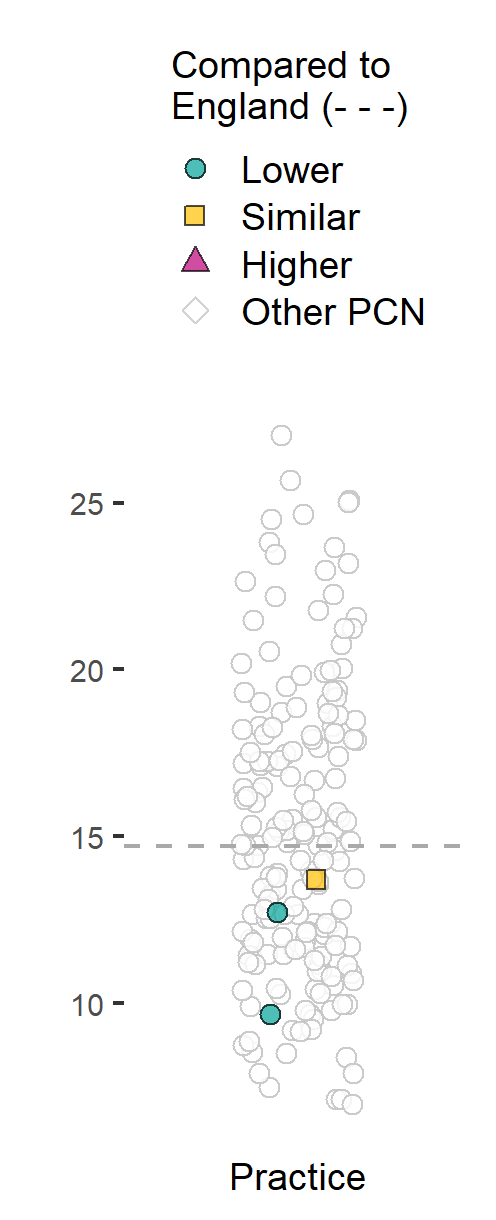 Compared to
England (- - -)
Lower
Similar
Higher
Other PCN
25
20
15
10
Practice